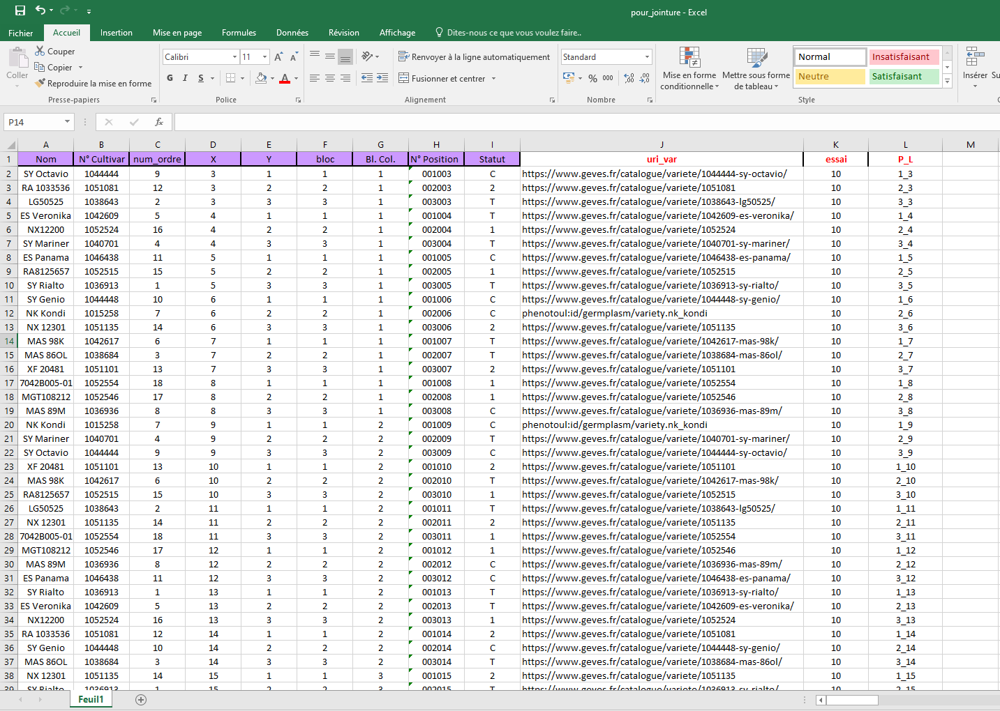 pour_jointure - Excel
Fichier Accueil Insertion Mise en page Formules Données Révision Affichage Dites-nous ce que vous voulez faire..
Coller
Couper
Copier
Reproduire la mise en forme
Presse-papiers
Calibri 11
G I S
Police
Renvoyer à la ligne automatiquement
Fusionner et centrer
Alignement
Standard
% 000
Nombre
Mise en forme conditionnelle
Mettre sous forme de tableau
Normal Insatisfaisant
Neutre Satisfaisant
Style
Insérer Su
P14 fx
A B C D E F G H I J K L M
1 Nom N° Cultivar num_ordre X Y bloc Bl. Col. N° Position Statut uri_var essai P_L
2 SY Octavio 1044444 9 3 1 1 1 001003 C https://www.geves.fr/catalogue/variete/1044444-sy-octavio/ 10 1_3
3 RA 1033536 1051081 12 3 2 2 1 002003 2 https://www.geves.fr/catalogue/variete/1051081 10 2_3
4 LG50525 1038643 2 3 3 3 1 003003 T https://www.geves.fr/catalogue/variete/1038643-lg50525/ 10 3_3
5 ES Veronika 1042609 5 4 1 1 1 001004 T https://www.geves.fr/catalogue/variete/1042609-es-veronika/ 10 1_4
6 NX12200 1052524 16 4 2 2 1 002004 1 https://www.geves.fr/catalogue/variete/1052524 10 2_4
7 SY Mariner 1040701 4 4 3 3 1 003004 T https://www.geves.fr/catalogue/variete/1040701-sy-mariner/ 10 3_4
8 ES Panama 1046438 11 5 1 1 1 001005 C https://www.geves.fr/catalogue/variete/1046438-es-panama/ 10 1_5
9 RA8125657 1052515 15 5 2 2 1 002005 1 https://www.geves.fr/catalogue/variete/1052515 10 2_5
10 SY Rialto 1036913 1 5 3 3 1 003005 T https://www.geves.fr/catalogue/variete/1036913-sy-rialto/ 10 3_5
11 SY Genio 1044448 10 6 1 1 1 001006 C https://www.geves.fr/catalogue/variete/1044448-sy-genio/ 10 1_6
12 NK Kondi 1015258 7 6 2 2 1 002006 C phenotoul:id/germplasm/variety.nk_kondi 10 2_6
13 NX 12301 1051135 14 6 3 3 1 003006 2 https://www.geves.fr/catalogue/variete/1051135 10 3_6
14 MAS 98K 1042617 6 7 1 1 1 001007 T https://www.geves.fr/catalogue/variete/1042617-mas-98k/ 10 1_7
15 MAS 86OL 1038684 3 7 2 2 1 002007 T https://www.geves.fr/catalogue/variete/1038684-mas-86ol/ 10 2_7
16 XF 20481 1051101 13 7 3 3 1 003007 2 https://www.geves.fr/catalogue/variete/1051101 10 3_7
17 7042B005-01 1052554 18 8 1 1 1 001008 1 https://www.geves.fr/catalogue/variete/1052554 10 1_8
18 MGT108212 1052546 17 8 2 2 1 002008 1 https://www.geves.fr/catalogue/variete/1052546 10 2_8
19 MAS 89M 1036936 8 8 3 3 1 003008 C https://www.geves.fr/catalogue/variete/1036936-mas-89m/ 10 3_8
20 NK Kondi 1015258 7 9 1 1 2 001009 C phenotoul:id/germplasm/variety.nk_kondi 10 1_9
21 SY Mariner 1040701 4 9 2 2 2 002009 T https://www.geves.fr/catalogue/variete/1040701-sy-mariner/ 10 2_9
22 SY Octavio 1044444 9 9 3 3 2 003009 C https://www.geves.fr/catalogue/variete/1044444-sy-octavio/ 10 3_9
23 XF 20481 1051101 13 10 1 1 2 001010 2 https://www.geves.fr/catalogue/variete/1051101 10 1_10
24 MAS 98K 1042617 6 10 2 2 2 002010 T https://www.geves.fr/catalogue/variete/1042617-mas-98k/ 10 2_10
25 RA8125657 1052515 15 10 3 3 2 003010 1 https://www.geves.fr/catalogue/variete/1052515 10 3_10
26 LG50525 1038643 2 11 1 1 2 001011 T https://www.geves.fr/catalogue/variete/1038643-lg50525/ 10 1_11
27 NX 12301 1051135 14 11 2 2 2 002011 2 https://www.geves.fr/catalogue/variete/1051135 10 2_11
28 7042B005-01 1052554 18 11 3 3 2 003011 1 https://www.geves.fr/catalogue/variete/1052554 10 3_11
29 MGT108212 1052546 17 12 1 1 2 001012 1 https://www.geves.fr/catalogue/variete/1052546 10 1_12
30 MAS 89M 1036936 8 12 2 2 2 002012 C https://www.geves.fr/catalogue/variete/1036936-mas-89m/ 10 2_12
31 ES Panama 1046438 11 12 3 3 2 003012 C https://www.geves.fr/catalogue/variete/1046438-es-panama/ 10 3_12
32 SY Rialto 1036913 1 13 1 1 2 001013 T https://www.geves.fr/catalogue/variete/1036913-sy-rialto/ 10 1_13
33 ES Veronika 1042609 5 13 2 2 2 002013 T https://www.geves.fr/catalogue/variete/1042609-es-veronika/ 10 2_13
34 NX12200 1052524 16 13 3 3 2 003013 1 https://www.geves.fr/catalogue/variete/1052524 10 3_13
35 RA 1033536 1051081 12 14 1 1 2 001014 2 https://www.geves.fr/catalogue/variete/1051081 10 1_14
36 SY Genio 1044448 10 14 2 2 2 002014 C https://www.geves.fr/catalogue/variete/1044448-sy-genio/ 10 2_14
37 MAS 86OL 1038684 3 14 3 3 2 003014 T https://www.geves.fr/catalogue/variete/1038684-mas-86ol/ 10 3_14
38 NX 12301 1051135 14 15 1 1 3 001015 2 https://www.geves.fr/catalogue/variete/1051135 10 1_15
39 SY Rialto 1036913 1 15 2 2 3 002015 T https://www.geves.fr/catalogue/variete/1036913-sy-rialto/ 10 2_15
Feuil1